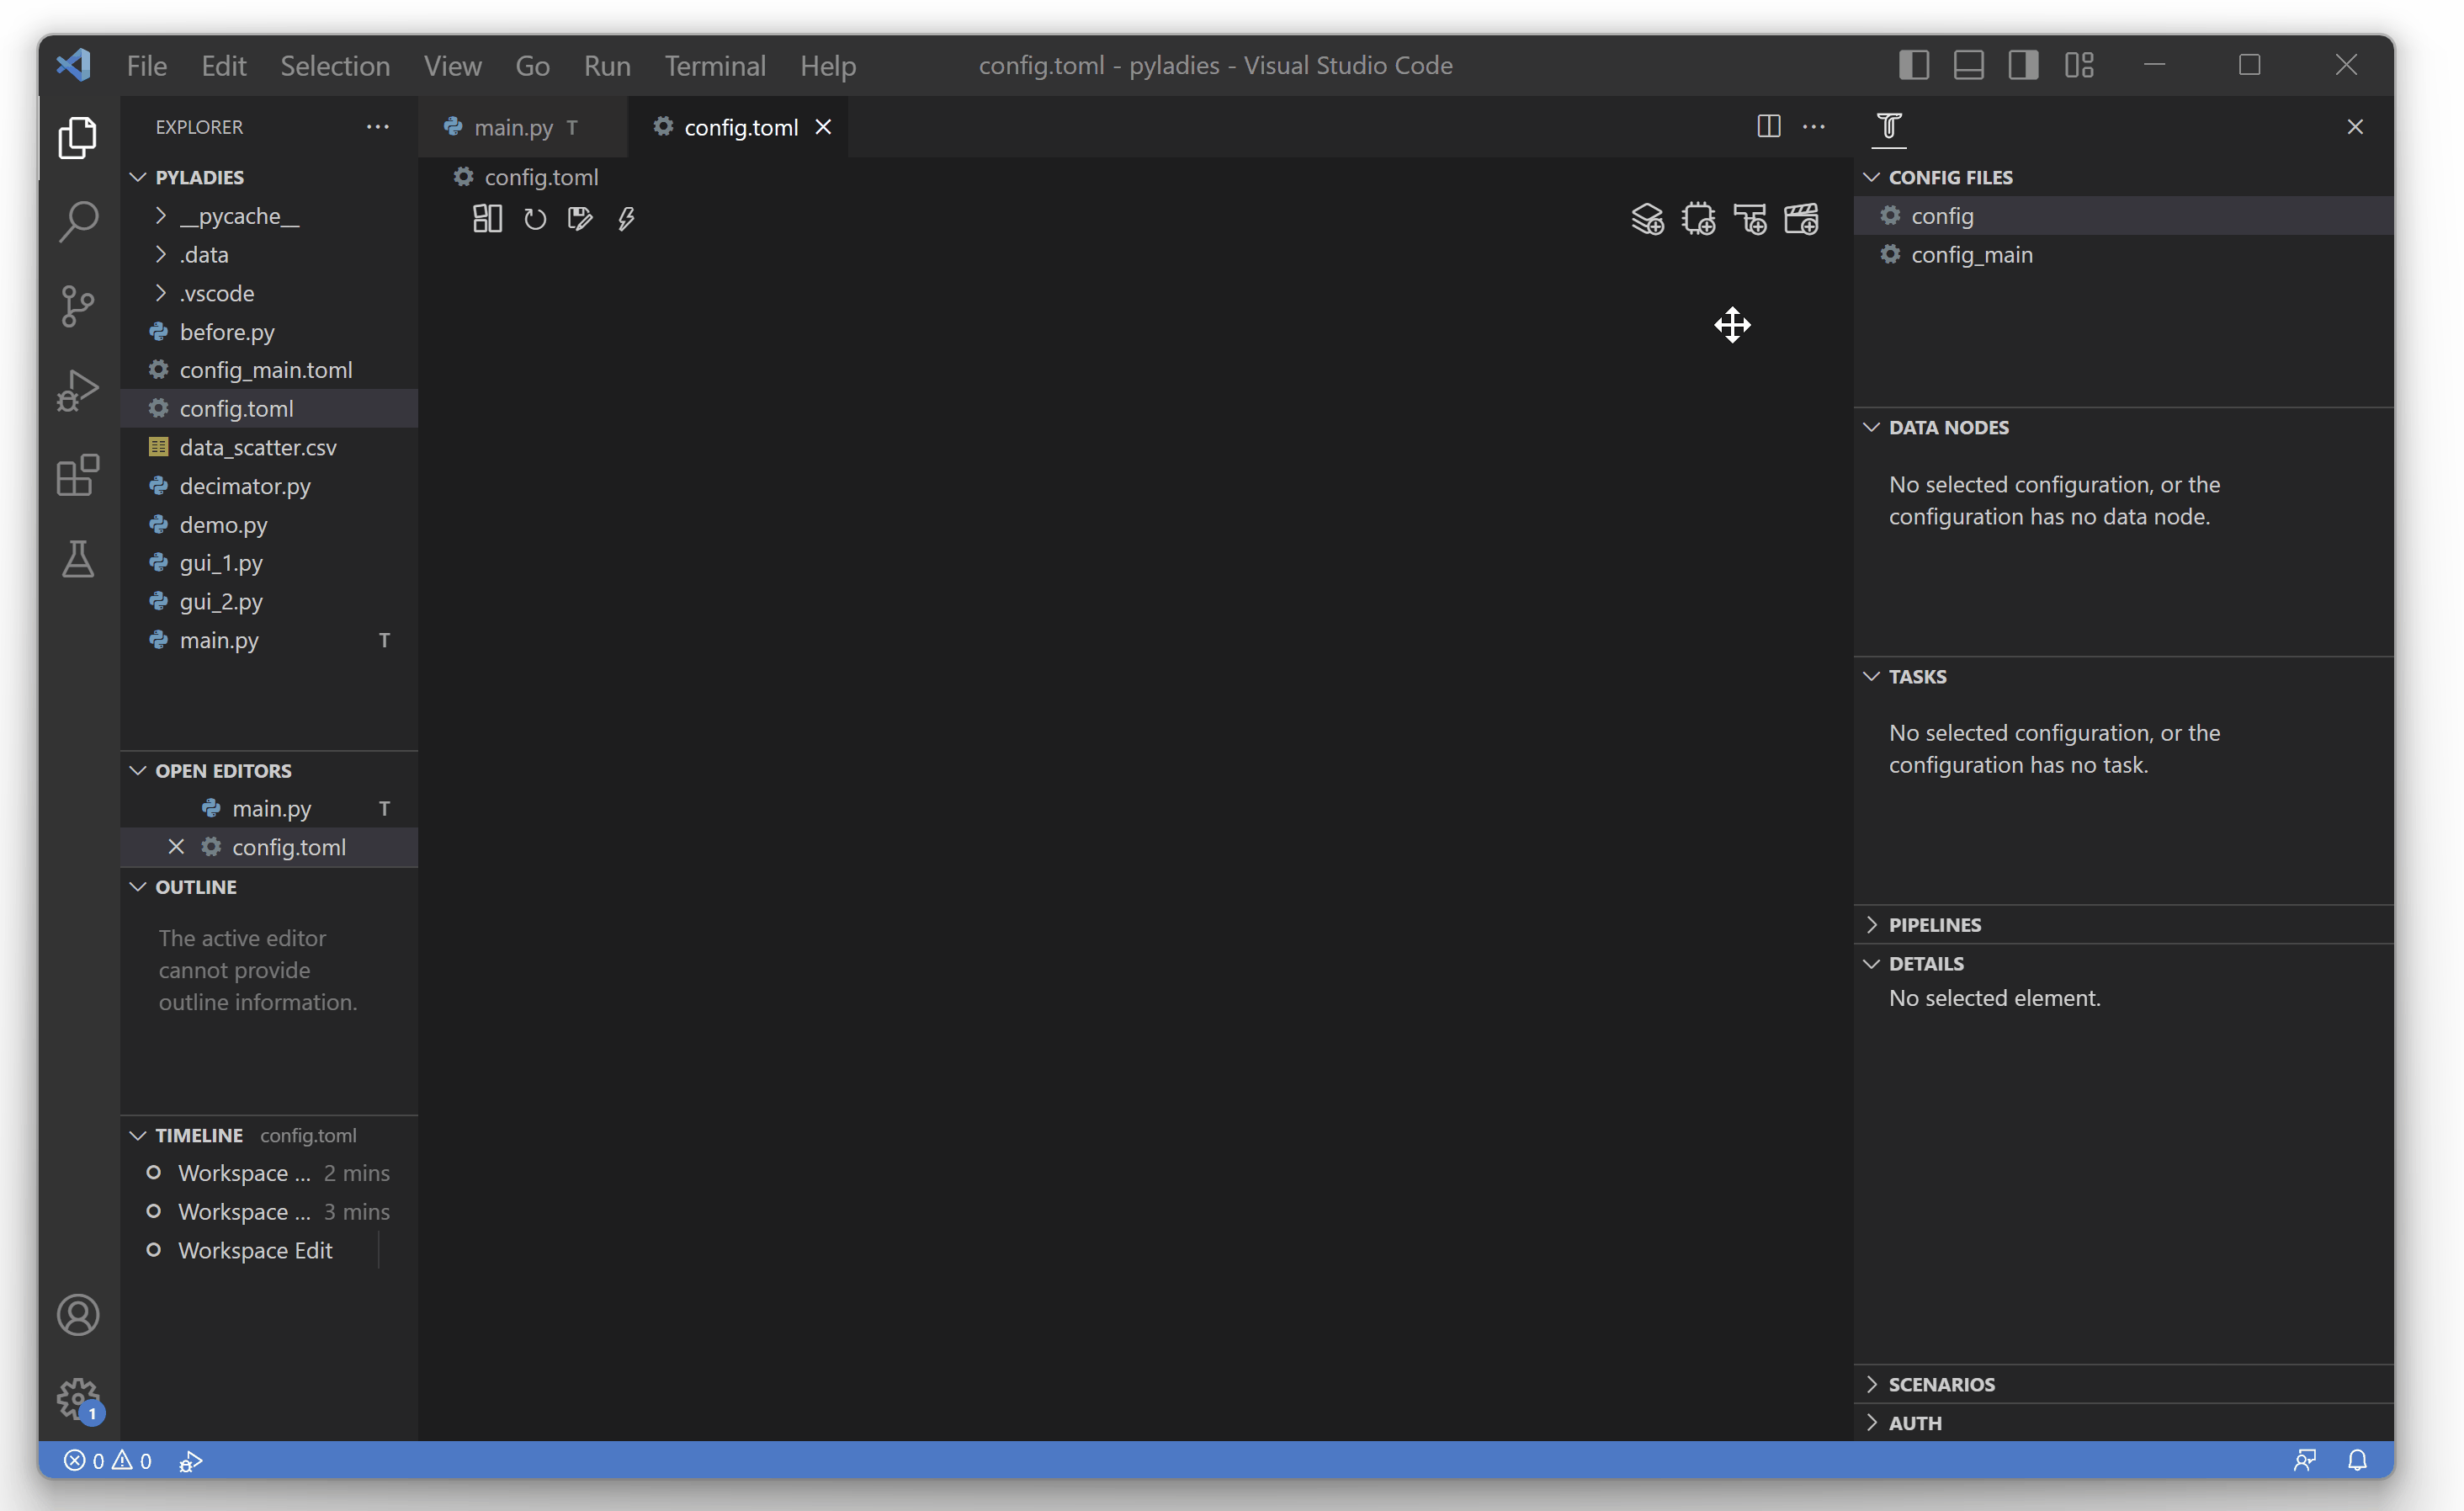 File Edit Selection View Go Run Terminal Help
config.toml - pyladies - Visual Studio Code
EXPLORER
PYLADIES
__pycache__
.data
.vscode
before.py
config_main.toml
config.toml
data_scatter.csv
decimator.py
demo.py
gui_1.py
gui_2.py
main.py T
OPEN EDITORS
main.py T
config.toml
OUTLINE
The active editor
cannot provide
outline information.
TIMELINE config.toml
Workspace ... 2 mins
Workspace ... 3 mins
Workspace Edit
1
main.py T
config.toml
config.toml
CONFIG FILES
config
config_main
DATA NODES
No selected configuration, or the
configuration has no data node.
TASKS
No selected configuration, or the
configuration has no task.
PIPELINES
DETAILS
No selected element.
SCENARIOS
AUTH
0 0